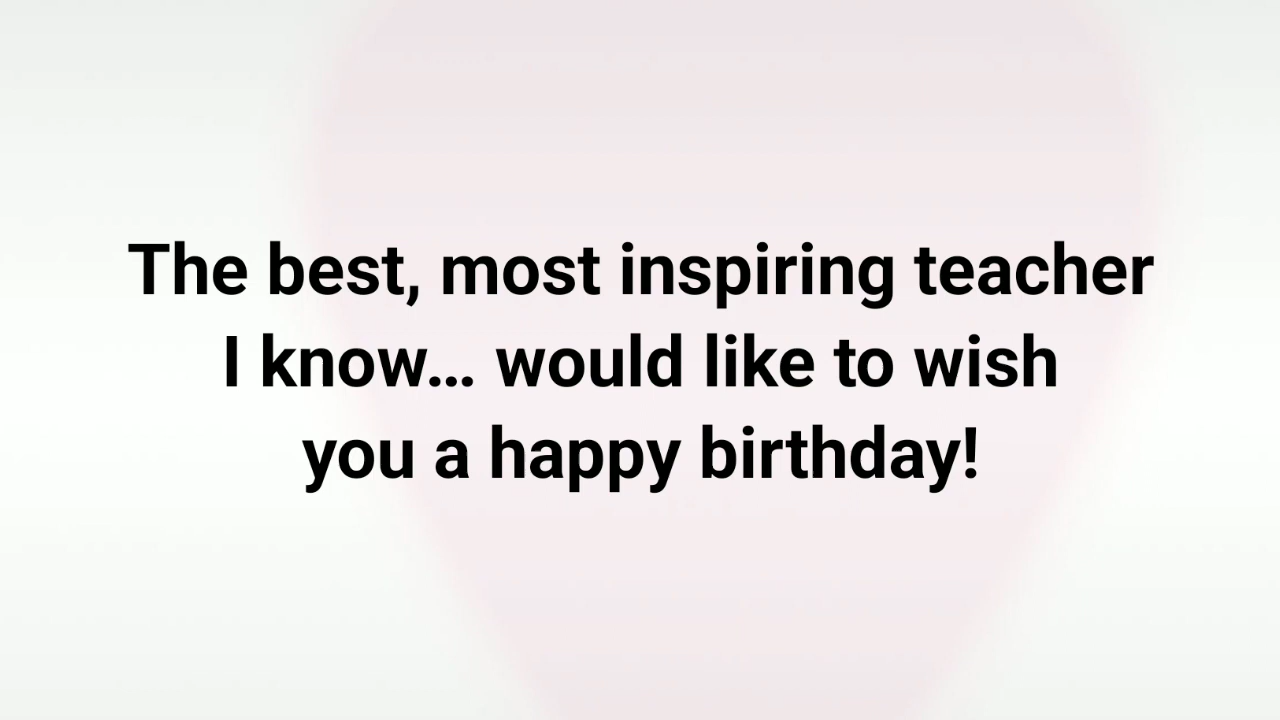 The best, most inspiring teacher
I know… would like to wish
you a happy birthday!